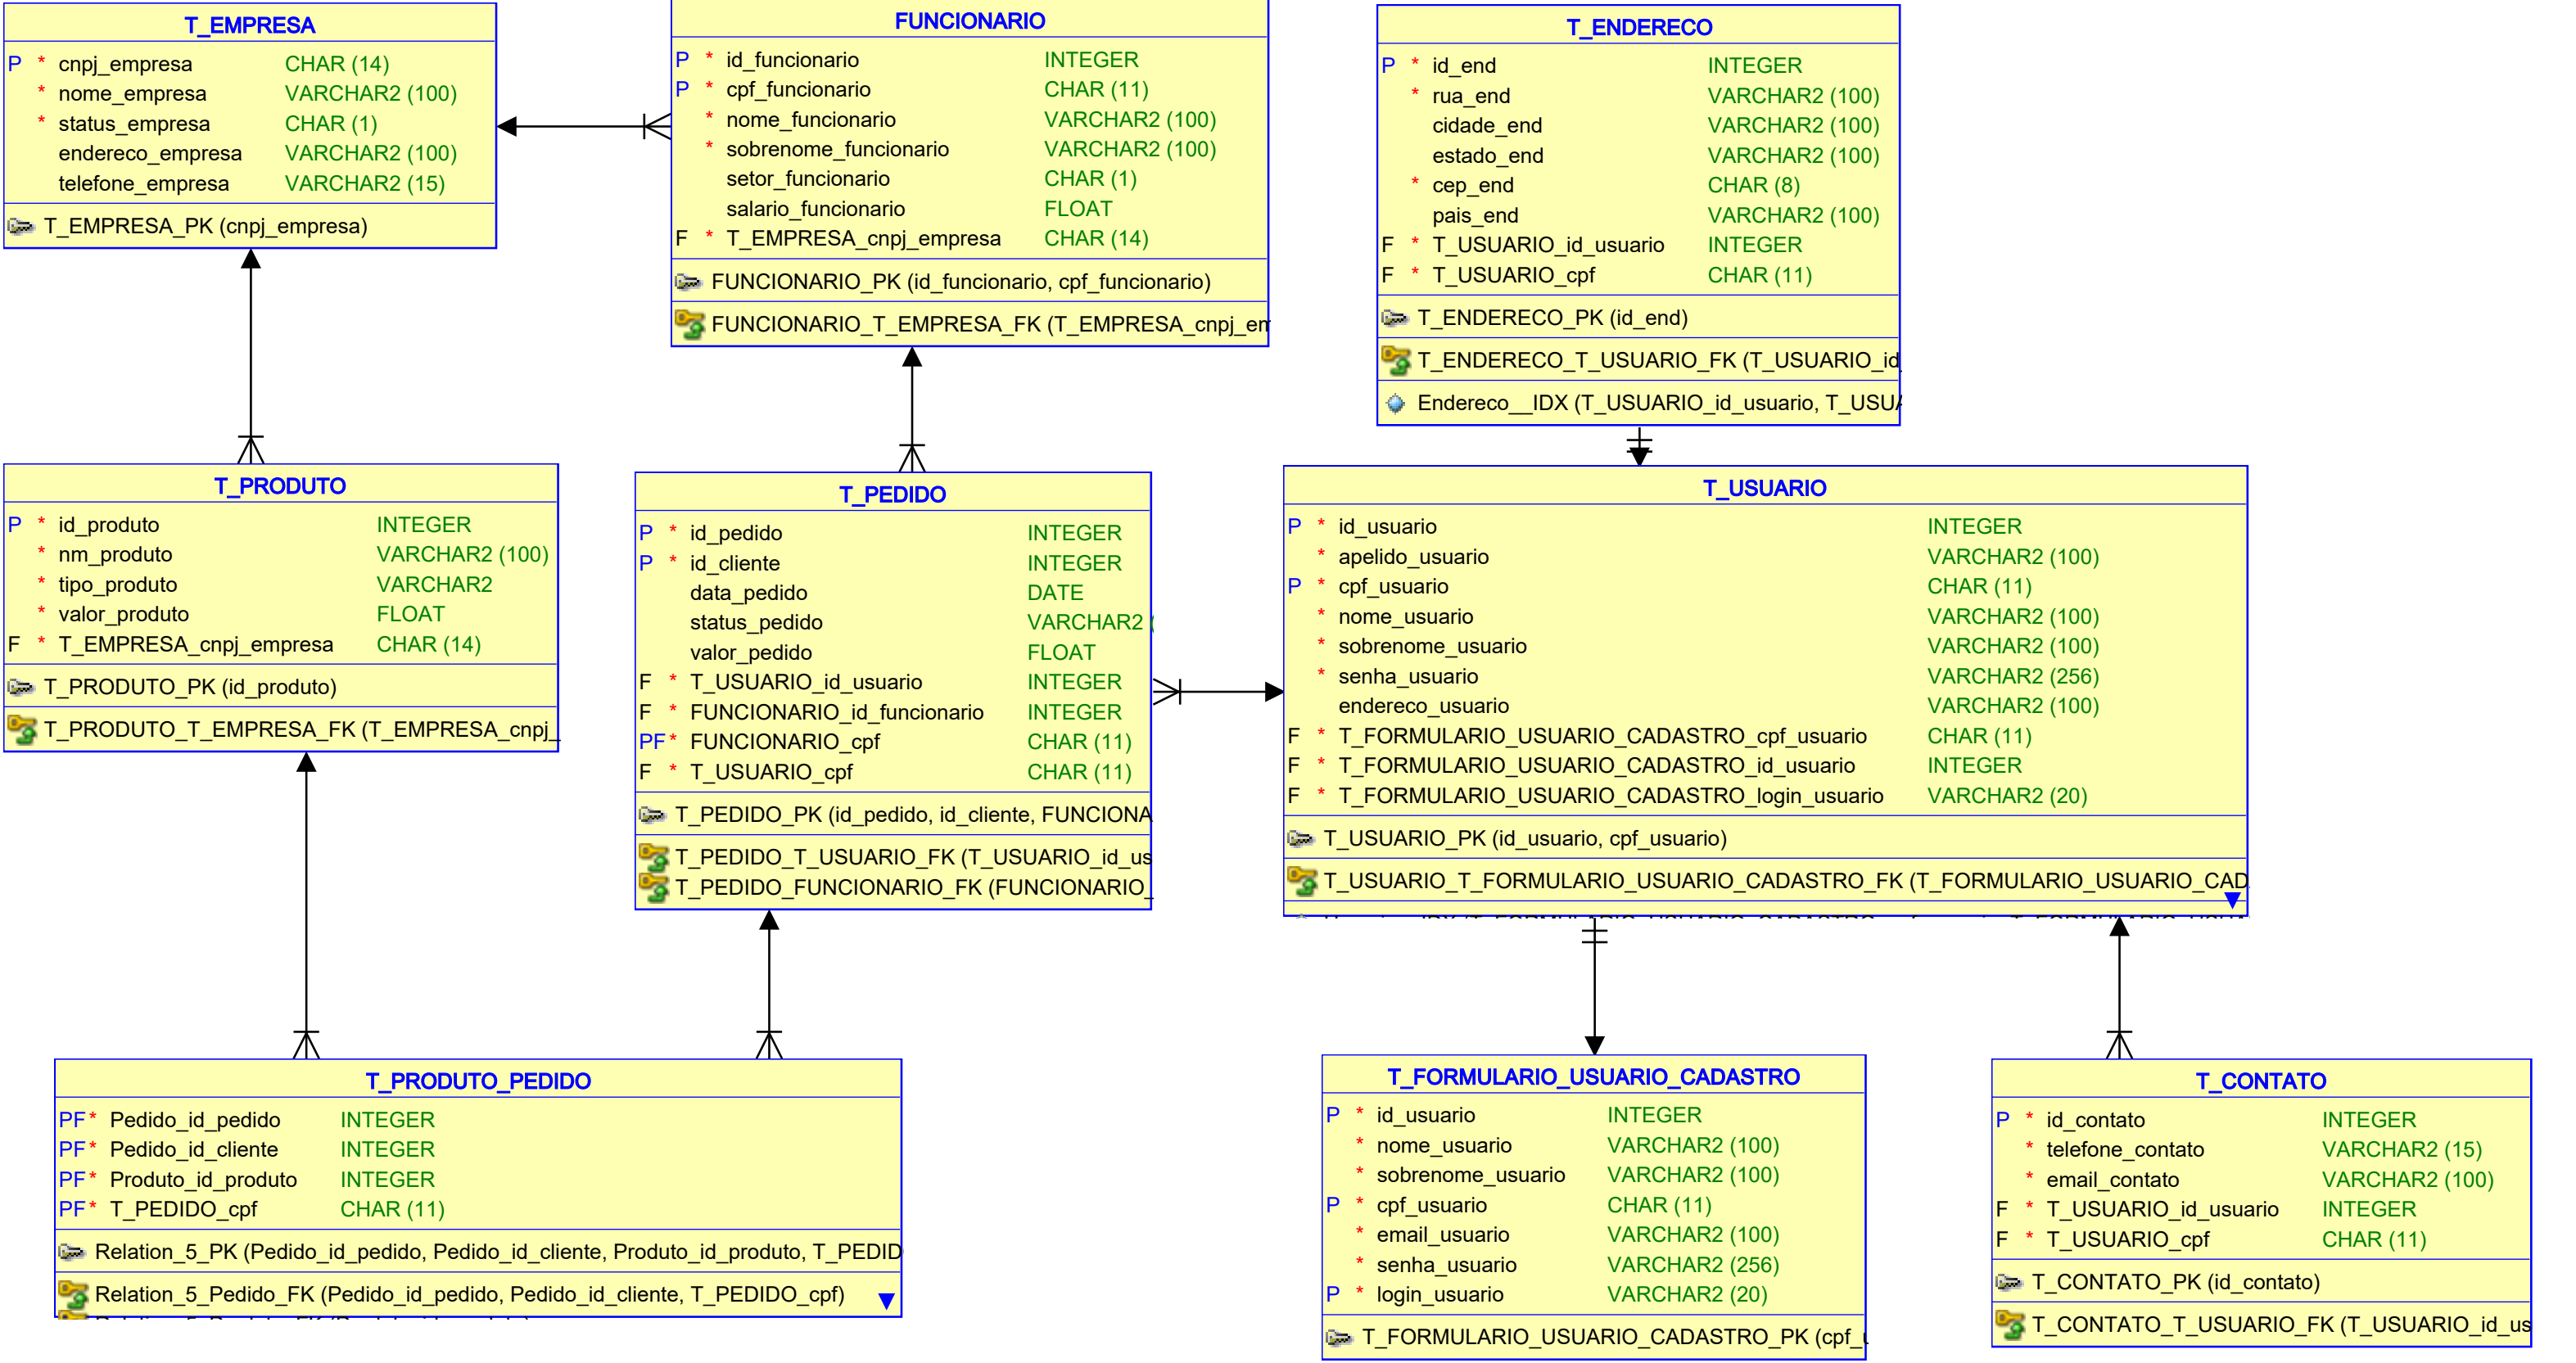 T_EMPRESA
P * cnpj_empresa CHAR (14)
* nome_empresa VARCHAR2 (100)
* status_empresa CHAR (1)
endereco_empresa VARCHAR2 (100)
telefone_empresa VARCHAR2 (15)
T_EMPRESA_PK (cnpj_empresa)
FUNCIONARIO
P * id_funcionario INTEGER
P * cpf_funcionario CHAR (11)
* nome_funcionario VARCHAR2 (100)
* sobrenome_funcionario VARCHAR2 (100)
setor_funcionario CHAR (1)
salario_funcionario FLOAT
F * T_EMPRESA_cnpj_empresa CHAR (14)
FUNCIONARIO_PK (id_funcionario, cpf_funcionario)
FUNCIONARIO_T_EMPRESA_FK (T_EMPRESA_cnpj_em
T_ENDERECO
P * id_end INTEGER
* rua_end VARCHAR2 (100)
cidade_end VARCHAR2 (100)
estado_end VARCHAR2 (100)
* cep_end CHAR (8)
pais_end VARCHAR2 (100)
F * T_USUARIO_id_usuario INTEGER
F * T_USUARIO_cpf CHAR (11)
T_ENDERECO_PK (id_end)
T_ENDERECO_T_USUARIO_FK (T_USUARIO_id_
Endereco__IDX (T_USUARIO_id_usuario, T_USUA
T_PRODUTO
P * id_produto INTEGER
* nm_produto VARCHAR2 (100)
* tipo_produto VARCHAR2
* valor_produto FLOAT
F * T_EMPRESA_cnpj_empresa CHAR (14)
T_PRODUTO_PK (id_produto)
T_PRODUTO_T_EMPRESA_FK (T_EMPRESA_cnpj_
T_PEDIDO
P * id_pedido INTEGER
P * id_cliente INTEGER
data_pedido DATE
status_pedido VARCHAR2 (
valor_pedido FLOAT
F * T_USUARIO_id_usuario INTEGER
F * FUNCIONARIO_id_funcionario INTEGER
PF * FUNCIONARIO_cpf CHAR (11)
F * T_USUARIO_cpf CHAR (11)
T_PEDIDO_PK (id_pedido, id_cliente, FUNCIONA
T_PEDIDO_T_USUARIO_FK (T_USUARIO_id_us
T_PEDIDO_FUNCIONARIO_FK (FUNCIONARIO_
T_USUARIO
P * id_usuario INTEGER
* apelido_usuario VARCHAR2 (100)
P * cpf_usuario CHAR (11)
* nome_usuario VARCHAR2 (100)
* sobrenome_usuario VARCHAR2 (100)
* senha_usuario VARCHAR2 (256)
endereco_usuario VARCHAR2 (100)
F * T_FORMULARIO_USUARIO_CADASTRO_cpf_usuario CHAR (11)
F * T_FORMULARIO_USUARIO_CADASTRO_id_usuario INTEGER
F * T_FORMULARIO_USUARIO_CADASTRO_login_usuario VARCHAR2 (20)
T_USUARIO_PK (id_usuario, cpf_usuario)
T_USUARIO_T_FORMULARIO_USUARIO_CADASTRO_FK (T_FORMULARIO_USUARIO_CAD
T_PRODUTO_PEDIDO
PF * Pedido_id_pedido INTEGER
PF * Pedido_id_cliente INTEGER
PF * Produto_id_produto INTEGER
PF * T_PEDIDO_cpf CHAR (11)
Relation_5_PK (Pedido_id_pedido, Pedido_id_cliente, Produto_id_produto, T_PEDID
Relation_5_Pedido_FK (Pedido_id_pedido, Pedido_id_cliente, T_PEDIDO_cpf)
T_FORMULARIO_USUARIO_CADASTRO
P * id_usuario INTEGER
* nome_usuario VARCHAR2 (100)
* sobrenome_usuario VARCHAR2 (100)
P * cpf_usuario CHAR (11)
* email_usuario VARCHAR2 (100)
* senha_usuario VARCHAR2 (256)
P * login_usuario VARCHAR2 (20)
T_FORMULARIO_USUARIO_CADASTRO_PK (cpf_u
T_CONTATO
P * id_contato INTEGER
* telefone_contato VARCHAR2 (15)
* email_contato VARCHAR2 (100)
F * T_USUARIO_id_usuario INTEGER
F * T_USUARIO_cpf CHAR (11)
T_CONTATO_PK (id_contato)
T_CONTATO_T_USUARIO_FK (T_USUARIO_id_us